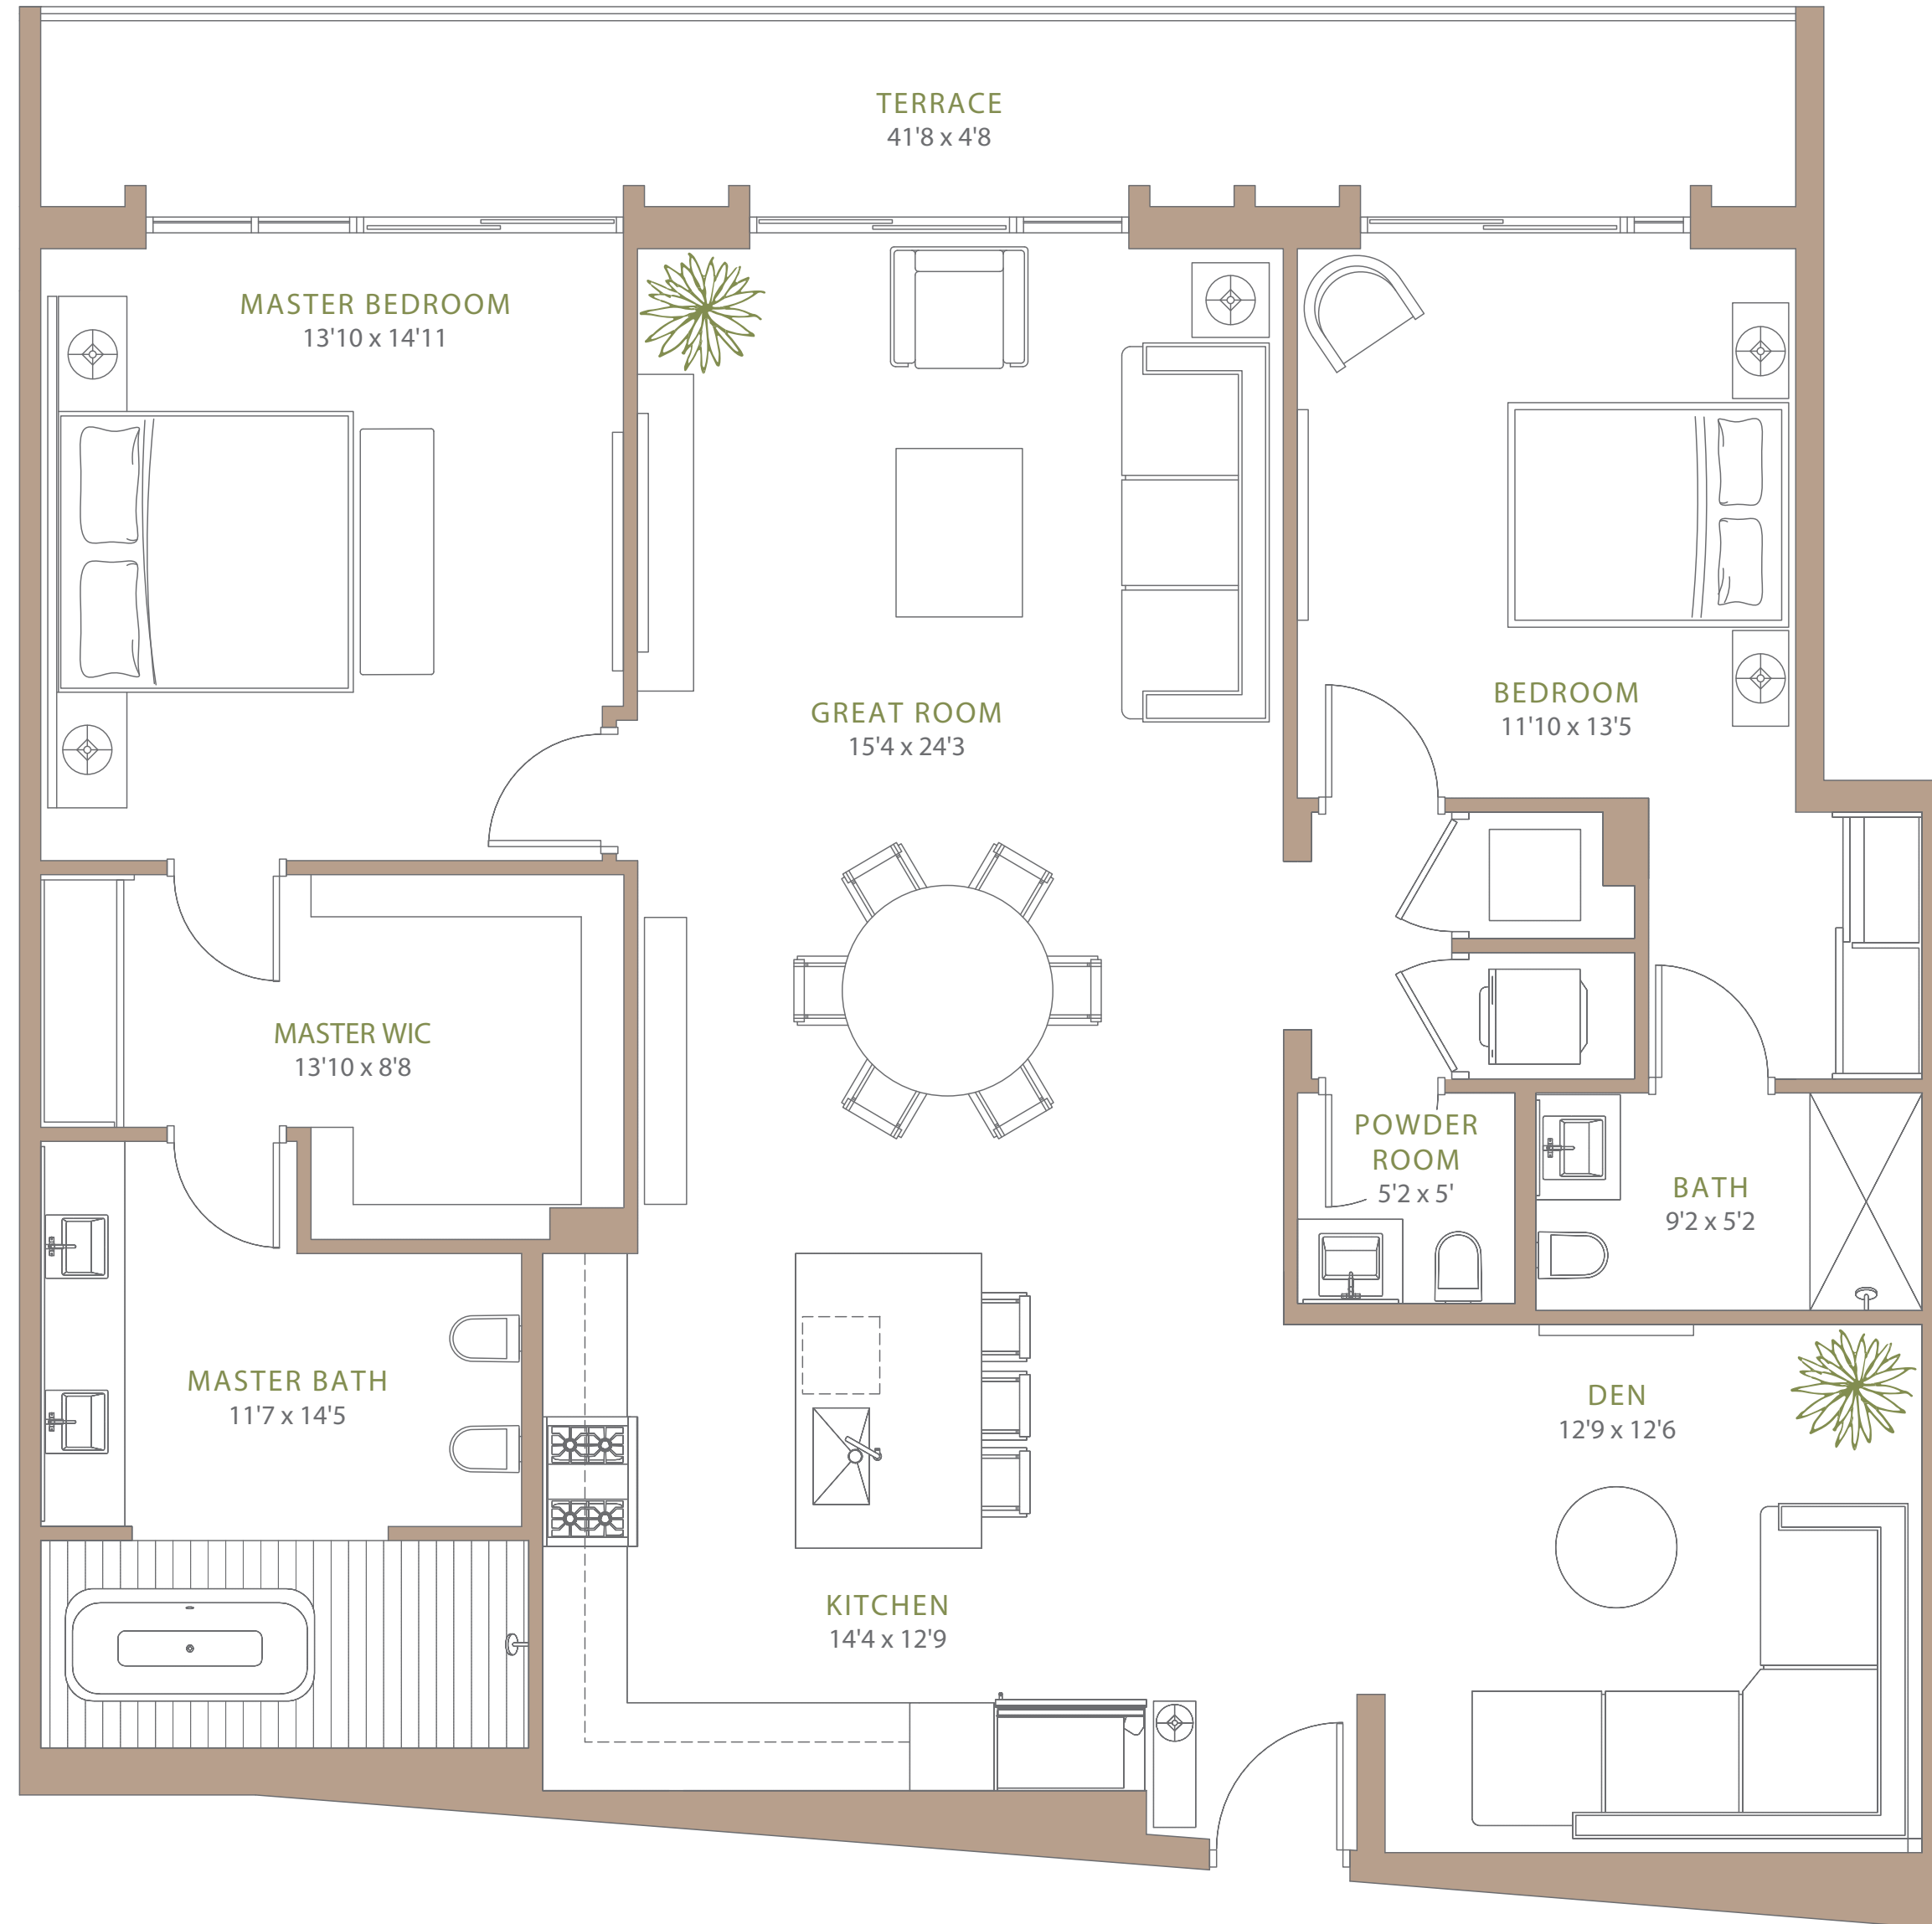 TERRACE
41'8 x 4'8
MASTER BEDROOM
13'10 x 14'11
GREAT ROOM
15'4 x 24'3
BEDROOM
11'10 x 13'5
MASTER WIC
13'10 x 8'8
POWDER
ROOM
5'2 x 5'
BATH
9'2 x 5'2
MASTER BATH
11'7 x 14'5
DEN
12'9 x 12'6
KITCHEN
14'4 x 12'9